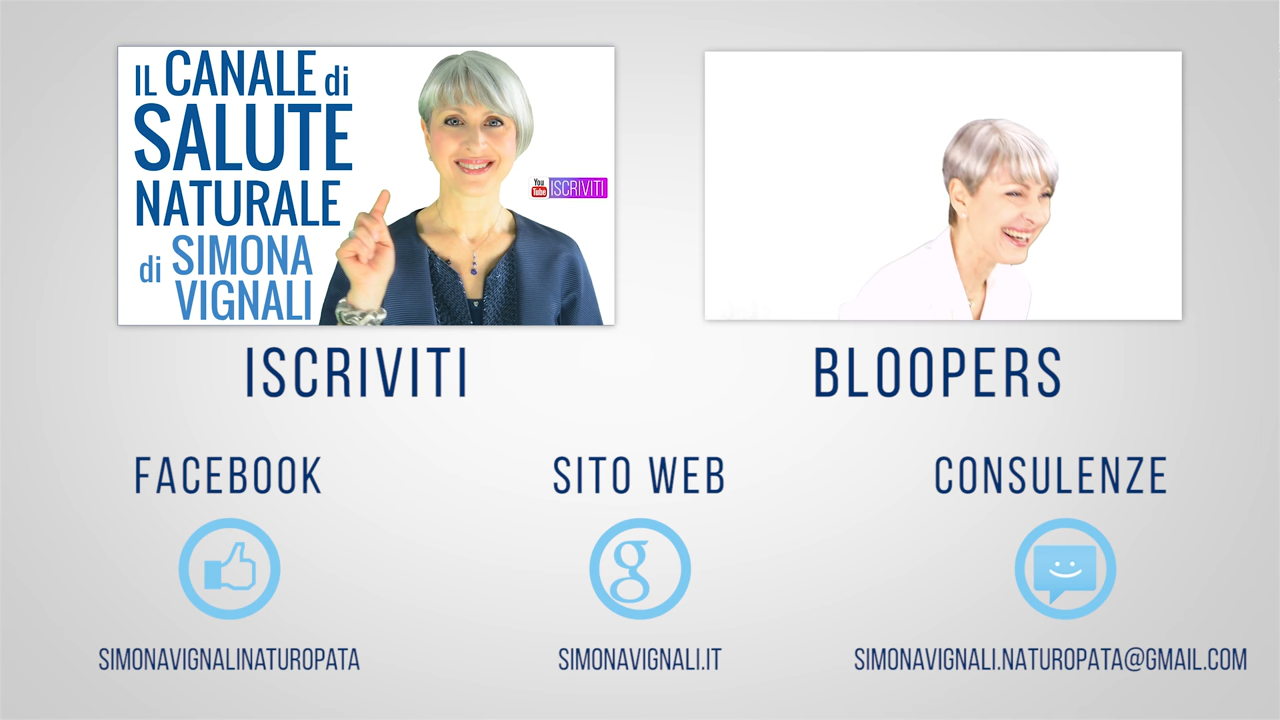 IL CANALE di
SALUTE
NATURALE
di SIMONA
VIGNALI
You
Tube ISCRIVITI
ISCRIVITI
BLOOPERS
FACEBOOK
SITO WEB
CONSULENZE
g
SIMONAVIGNALINATUROPATA
SIMONAVIGNALI.IT
SIMONAVIGNALI.NATUROPATA@GMAIL.COM